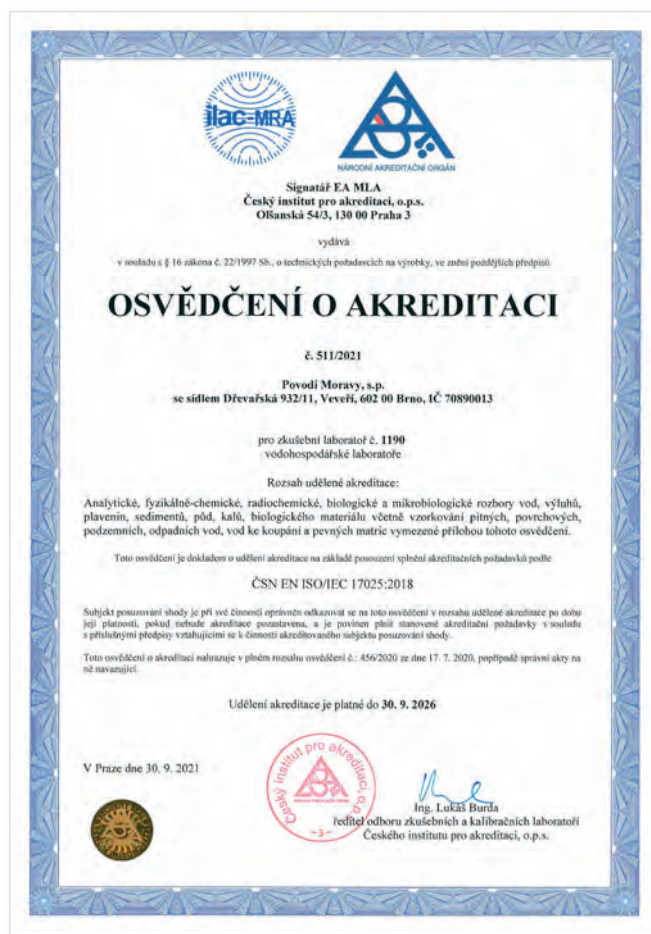 ilac-MRA
NÁRODNÍ AKREDITAČNÍ ORGÁN
Signatář EA MLA
Český institut pro akreditaci, o.p.s.
Olšanská 54/3, 130 00 Praha 3
vydává
v souladu s § 16 zákona č. 22/1997 Sb., o technických požadavcích na výrobky, ve znění pozdějších předpisů
OSVĚDČENÍ O AKREDITACI
č. 511/2021
Povodí Moravy, s.p.
se sídlem Dřevařská 932/11, Veveří, 602 00 Brno, IČ 70890013
pro zkušební laboratoř č. 1190
vodohospodářské laboratoře
Rozsah udělené akreditace:
Analytické, fyzikálně-chemické, radiochemické, biologické a mikrobiologické rozbory vod, výluhů,
plavenin, sedimentů, půd, kalů, biologického materiálu včetně vzorkování pitných, povrchových,
podzemních, odpadních vod, vod ke koupání a pevných matric vymezené přílohou tohoto osvědčení.
Toto osvědčení je dokladem o udělení akreditace na základě posouzení splnění akreditačních požadavků podle
ČSN EN ISO/IEC 17025:2018
Subjekt posuzování shody je při své činnosti oprávněn odkazovat se na toto osvědčení v rozsahu udělené akreditace po dobu
její platnosti, pokud nebude akreditace pozastavena, a je povinen plnit stanovené akreditační požadavky v souladu
s příslušnými předpisy vztahujícími se k činnosti akreditovaného subjektu posuzování shody.
Toto osvědčení o akreditaci nahrazuje v plném rozsahu osvědčení č.: 456/2020 ze dne 17. 7. 2020, popřípadě správní akty na
ně navazující.
Udělení akreditace je platné do 30. 9. 2026
V Praze dne 30. 9. 2021
Český institut pro akreditaci, o.p.s.
-3-
Ing. Lukáš Burda
ředitel odboru zkušebních a kalibračních laboratoří
Českého institutu pro akreditaci, o.p.s.